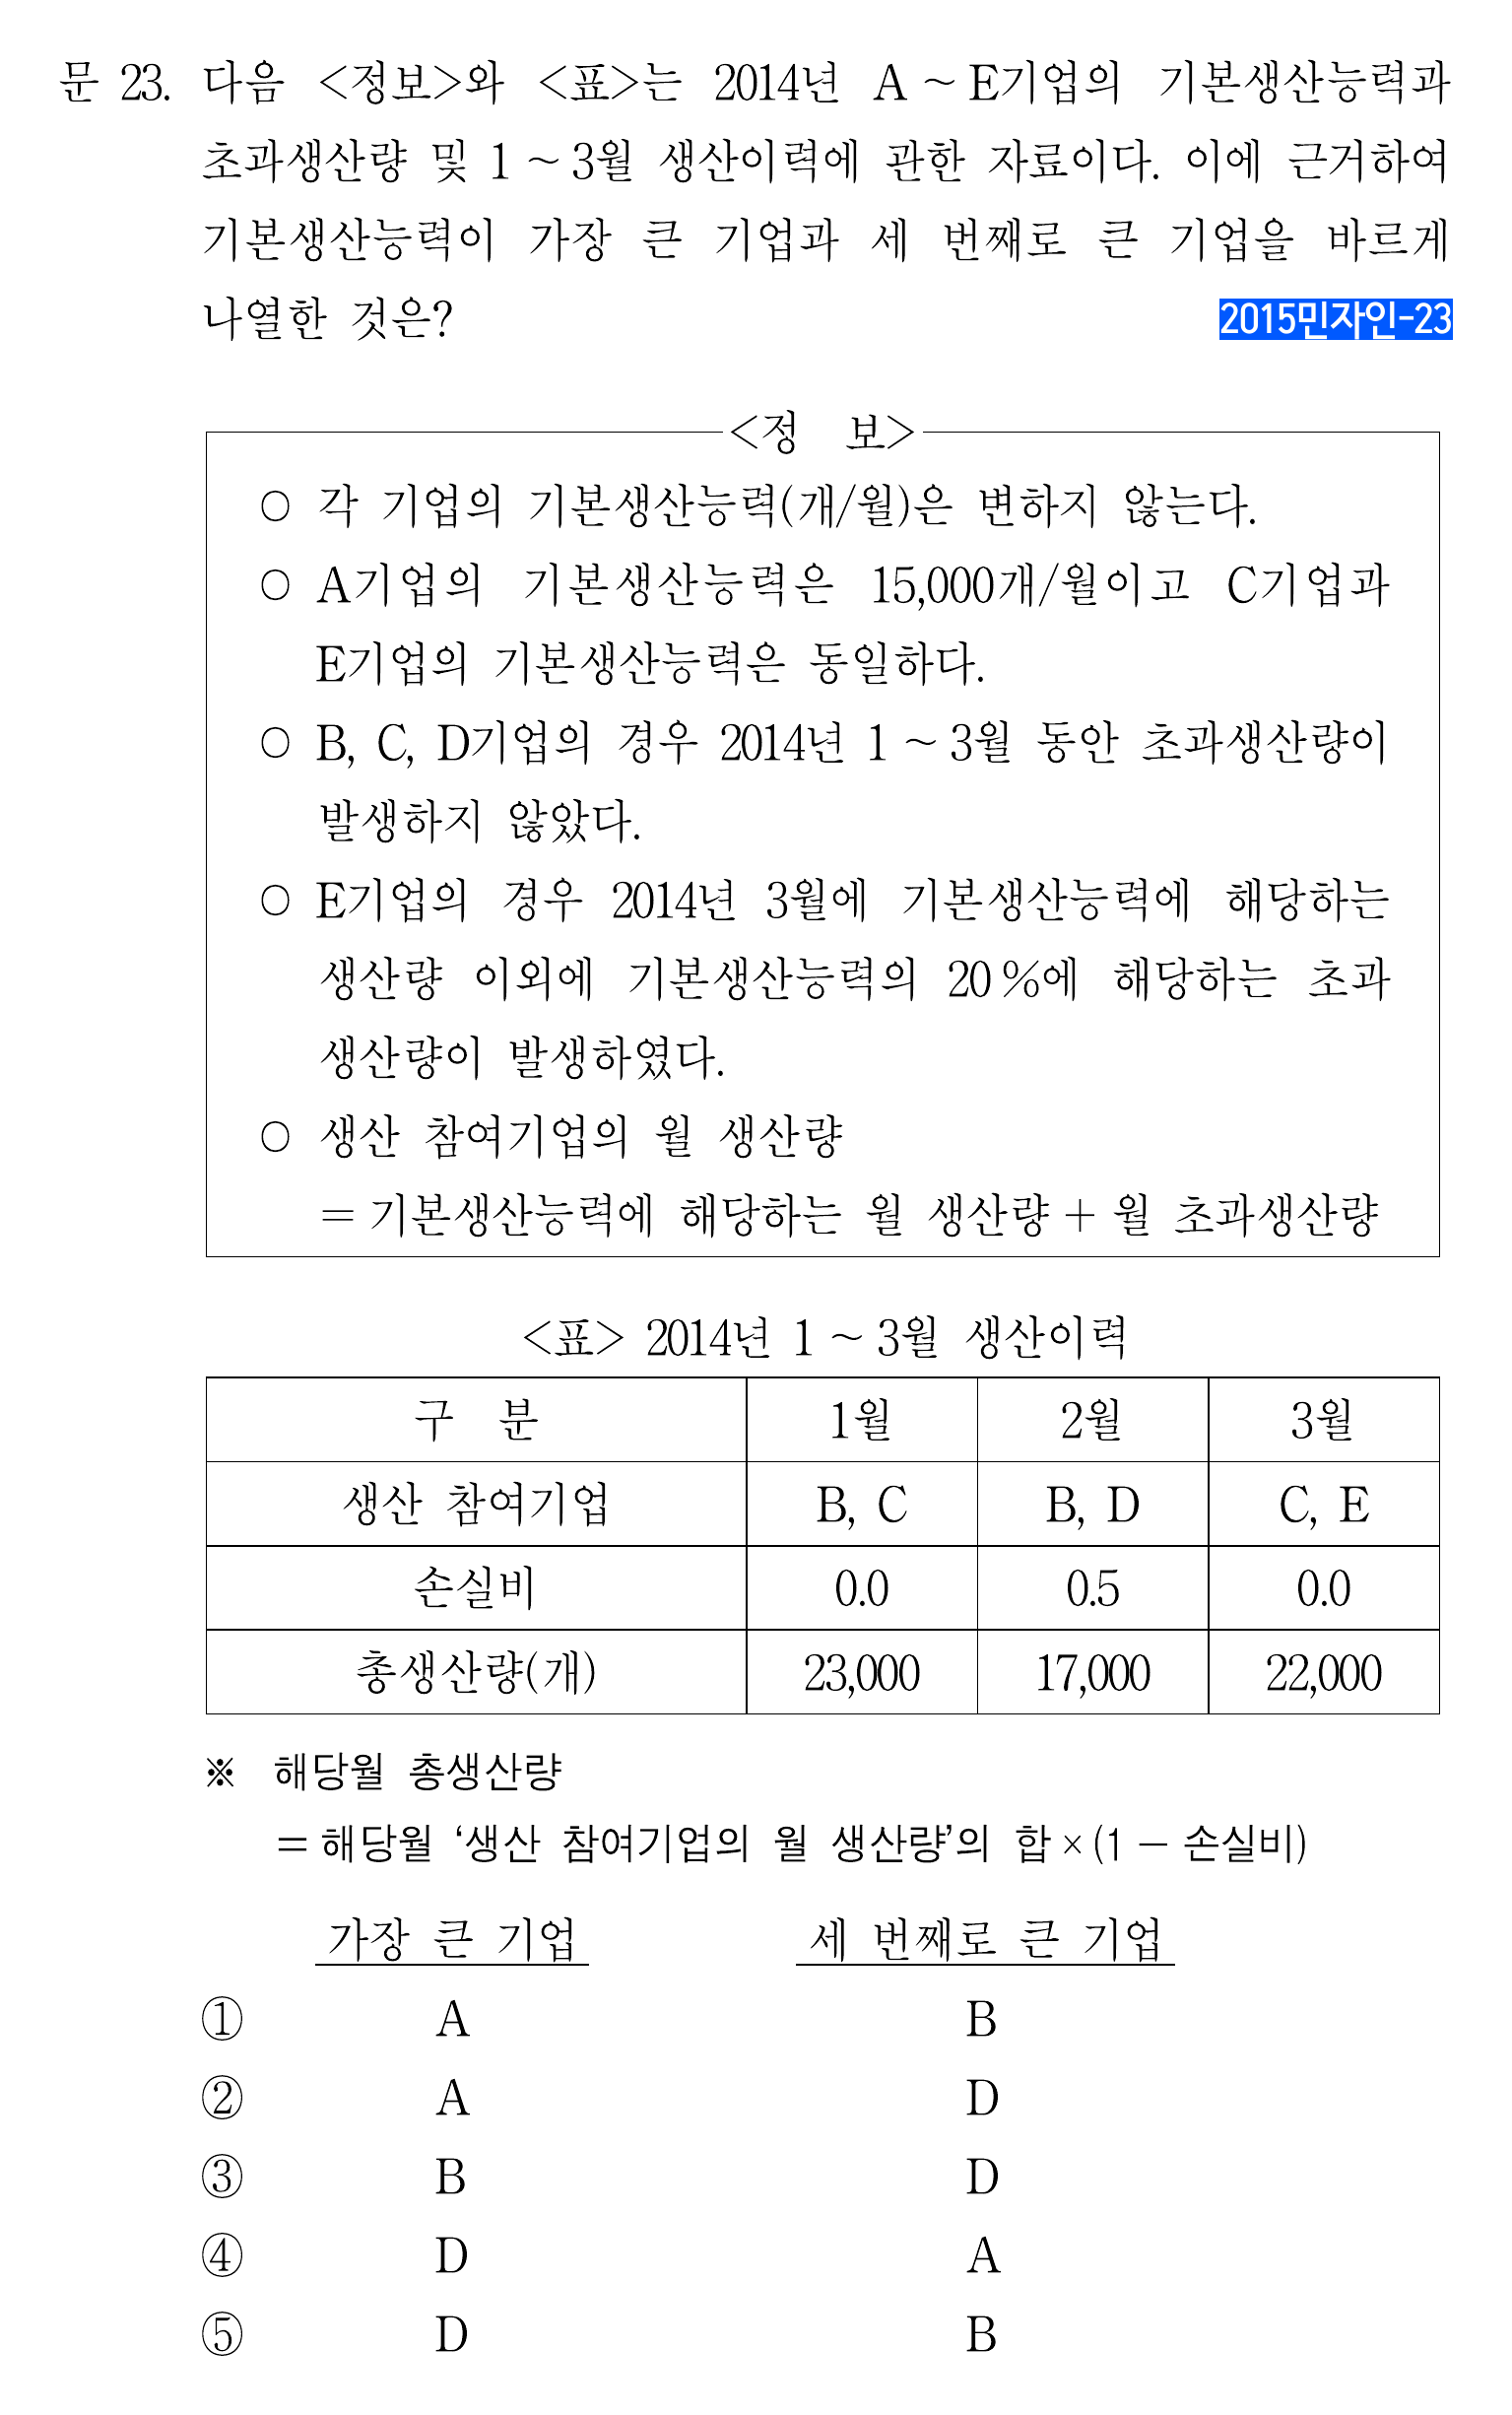 문 23. 다음 <정보>와 <표>는 2014년 A ~ E기업의 기본생산능력과
초과생산량 및 1 ~ 3월 생산이력에 관한 자료이다. 이에 근거하여
기본생산능력이 가장 큰 기업과 세 번째로 큰 기업을 바르게
나열한 것은?
2015민자인-23
<정 보>
○ 각 기업의 기본생산능력(개/월)은 변하지 않는다.
○ A기업의 기본생산능력은 15,000개/월이고 C기업과
E기업의 기본생산능력은 동일하다.
○ B, C, D기업의 경우 2014년 1 ~ 3월 동안 초과생산량이
발생하지 않았다.
○ E기업의 경우 2014년 3월에 기본생산능력에 해당하는
생산량 이외에 기본생산능력의 20 %에 해당하는 초과
생산량이 발생하였다.
○ 생산 참여기업의 월 생산량
= 기본생산능력에 해당하는 월 생산량 + 월 초과생산량
<표> 2014년 1 ~ 3월 생산이력
구 분 1월 2월 3월
생산 참여기업 B, C B, D C, E
손실비 0.0 0.5 0.0
총생산량(개) 23,000 17,000 22,000
※ 해당월 총생산량
= 해당월 ‘생산 참여기업의 월 생산량’의 합 × (1 − 손실비)
가장 큰 기업 세 번째로 큰 기업
① A B
② A D
③ B D
④ D A
⑤ D B